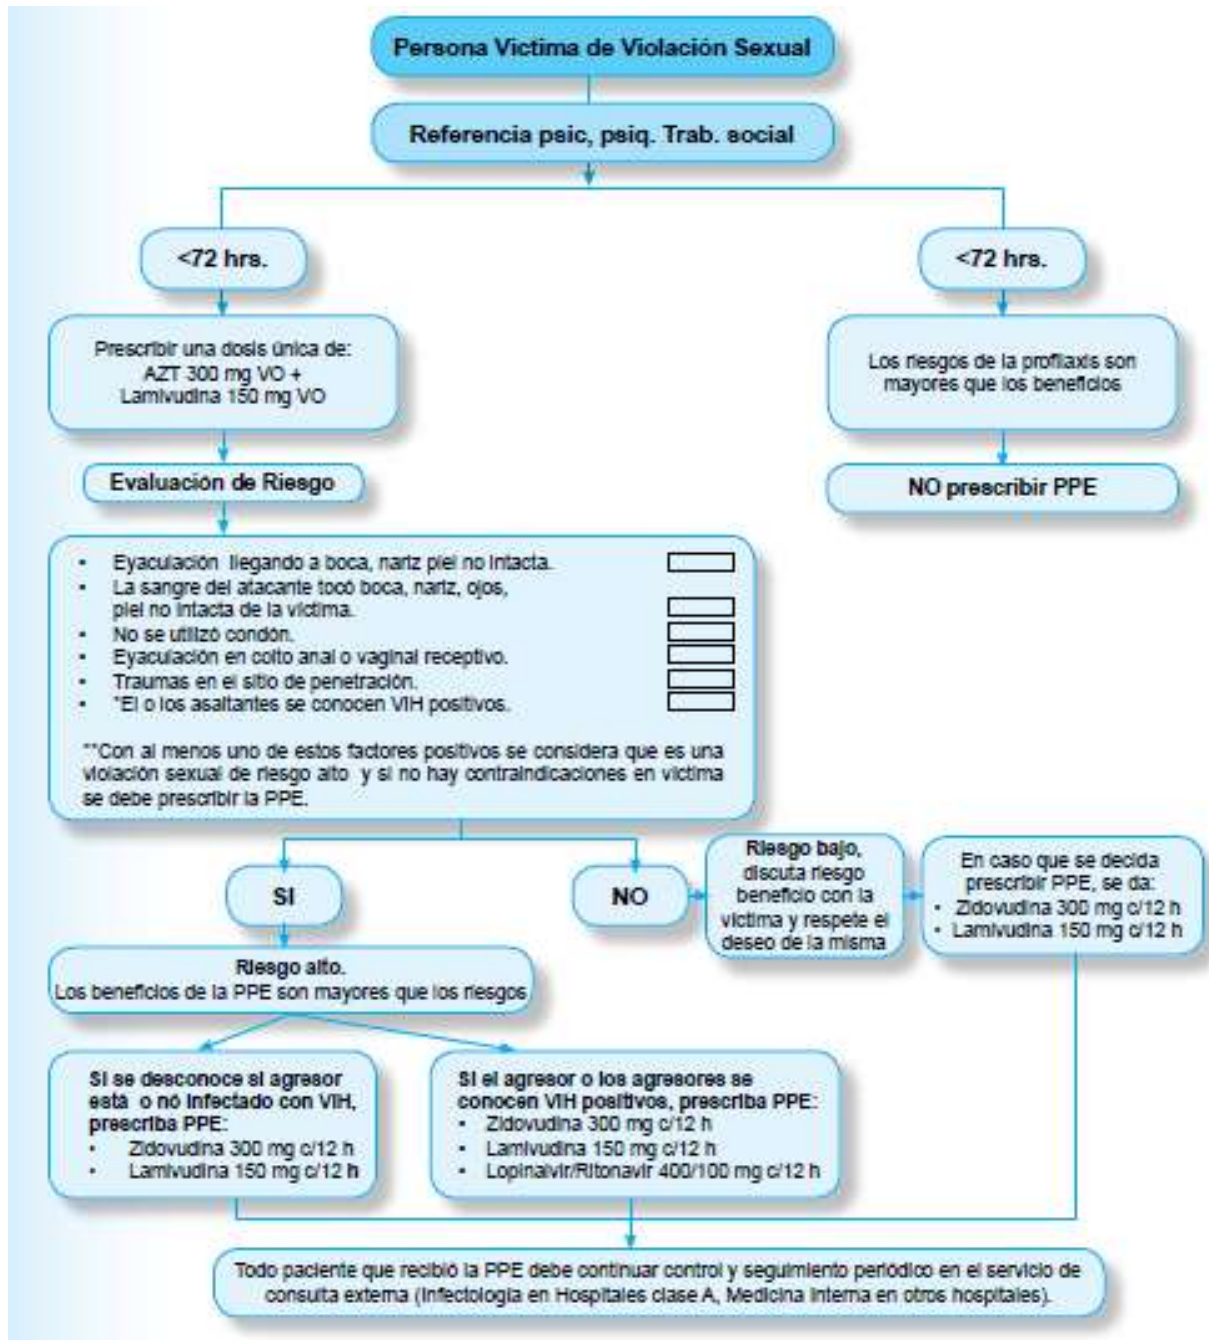 Persona Victima de Violación Sexual
Referencia psic, psiq. Trab. social
<72 hrs.
Prescribir una dosis única de:
AZT 300 mg VO +
Lamivudina 150 mg VO
Evaluación de Riesgo
<72 hrs.
Los riesgos de la profilaxis son
mayores que los beneficios
NO prescribir PPE
• Eyaculación llegando a boca, nariz piel no intacta.
• La sangre del atacante tocó boca, nariz, ojos,
piel no intacta de la victima.
• No se utilizó condón.
• Eyaculación en coito anal o vaginal receptivo.
• Traumas en el sitio de penetración.
• *El o los asaltantes se conocen VIH positivos.
**Con al menos uno de estos factores positivos se considera que es una
violación sexual de riesgo alto y si no hay contraindicaciones en victima
se debe prescribir la PPE.
SI
NO
Riesgo bajo,
discuta riesgo
beneficio con la
victima y respete el
deseo de la misma
En caso que se decida
prescribir PPE, se da:
• Zidovudina 300 mg c/12 h
• Lamivudina 150 mg c/12 h
Riesgo alto.
Los beneficios de la PPE son mayores que los riesgos
Si se desconoce si agresor
está o nó infectado con VIH,
prescriba PPE:
• Zidovudina 300 mg c/12 h
• Lamivudina 150 mg c/12 h
Si el agresor o los agresores se
conocen VIH positivos, prescriba PPE:
• Zidovudina 300 mg c/12 h
• Lamivudina 150 mg c/12 h
• Lopinaivir/Ritonavir 400/100 mg c/12 h
Todo paciente que recibió la PPE debe continuar control y seguimiento periódico en el servicio de
consulta externa (Infectología en Hospitales clase A, Medicina Interna en otros hospitales).